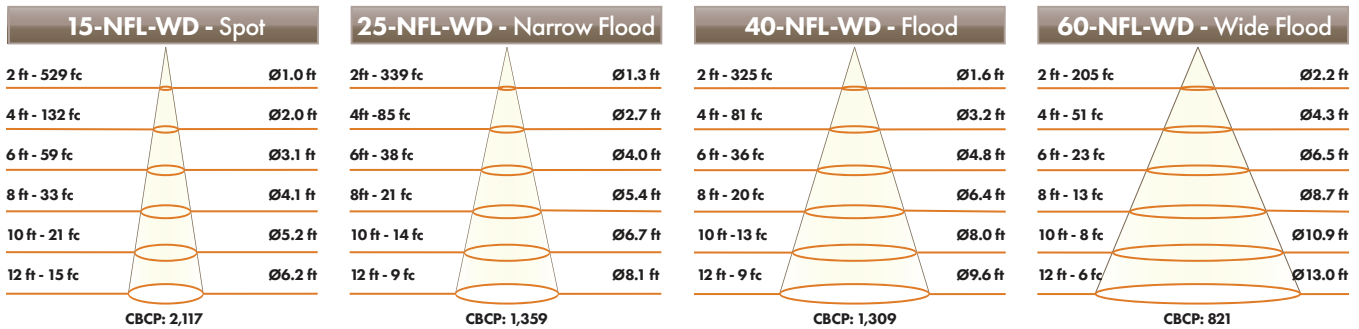 15-NFL-WD - Spot
2 ft - 529 fc Ø1.0 ft
4 ft - 132 fc Ø2.0 ft
6 ft - 59 fc Ø3.1 ft
8 ft - 33 fc Ø4.1 ft
10 ft - 21 fc Ø5.2 ft
12 ft - 15 fc Ø6.2 ft
CBCP: 2,117
25-NFL-WD - Narrow Flood
2ft - 339 fc Ø1.3 ft
4ft -85 fc Ø2.7 ft
6ft - 38 fc Ø4.0 ft
8ft - 21 fc Ø5.4 ft
10 ft - 14 fc Ø6.7 ft
12 ft - 9 fc Ø8.1 ft
CBCP: 1,359
40-NFL-WD - Flood
2 ft - 325 fc Ø1.6 ft
4 ft - 81 fc Ø3.2 ft
6 ft - 36 fc Ø4.8 ft
8 ft - 20 fc Ø6.4 ft
10 ft -13 fc Ø8.0 ft
12 ft - 9 fc Ø9.6 ft
CBCP: 1,309
60-NFL-WD - Wide Flood
2 ft - 205 fc Ø2.2 ft
4 ft - 51 fc Ø4.3 ft
6 ft - 23 fc Ø6.5 ft
8 ft - 13 fc Ø8.7 ft
10 ft - 8 fc Ø10.9 ft
12 ft - 6 fc Ø13.0 ft
CBCP: 821